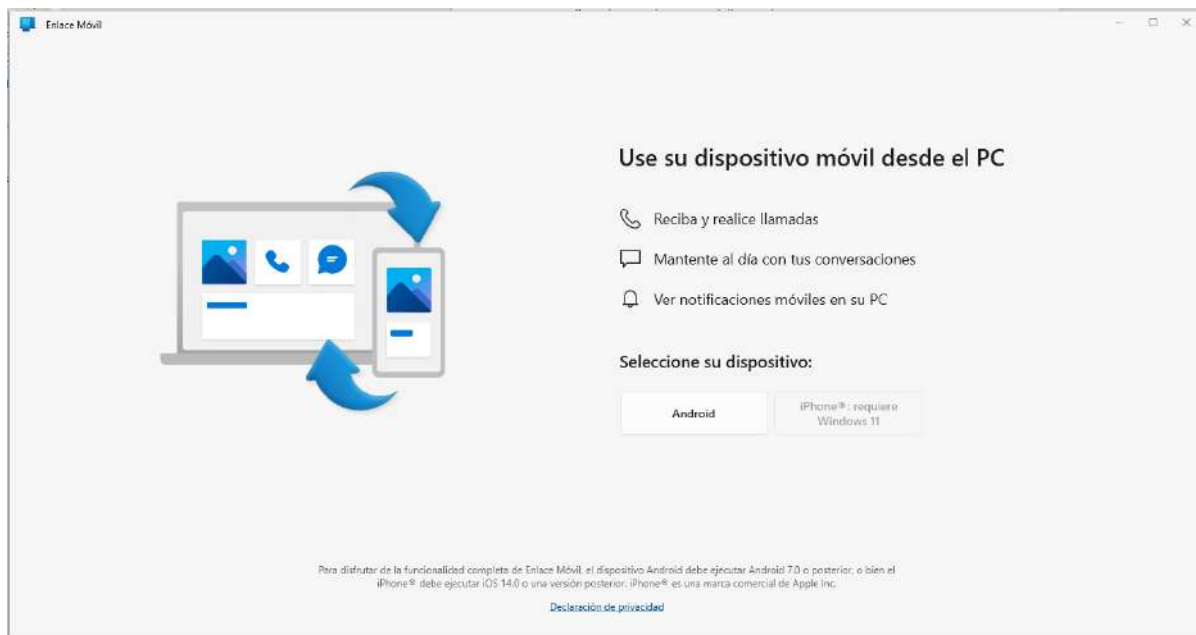 Enlace Móvil
Use su dispositivo móvil desde el PC
Reciba y realice llamadas
Mantente al día con tus conversaciones
Ver notificaciones móviles en su PC
Seleccione su dispositivo:
Android
iPhone®: requiere
Windows 11
Para disfrutar de la funcionalidad completa de Enlace Móvil, el dispositivo Android debe ejecutar Android 7.0 o posterior, o bien el
iPhone® debe ejecutar iOS 14.0 o una versión posterior. iPhone® es una marca comercial de Apple Inc.
Declaración de privacidad